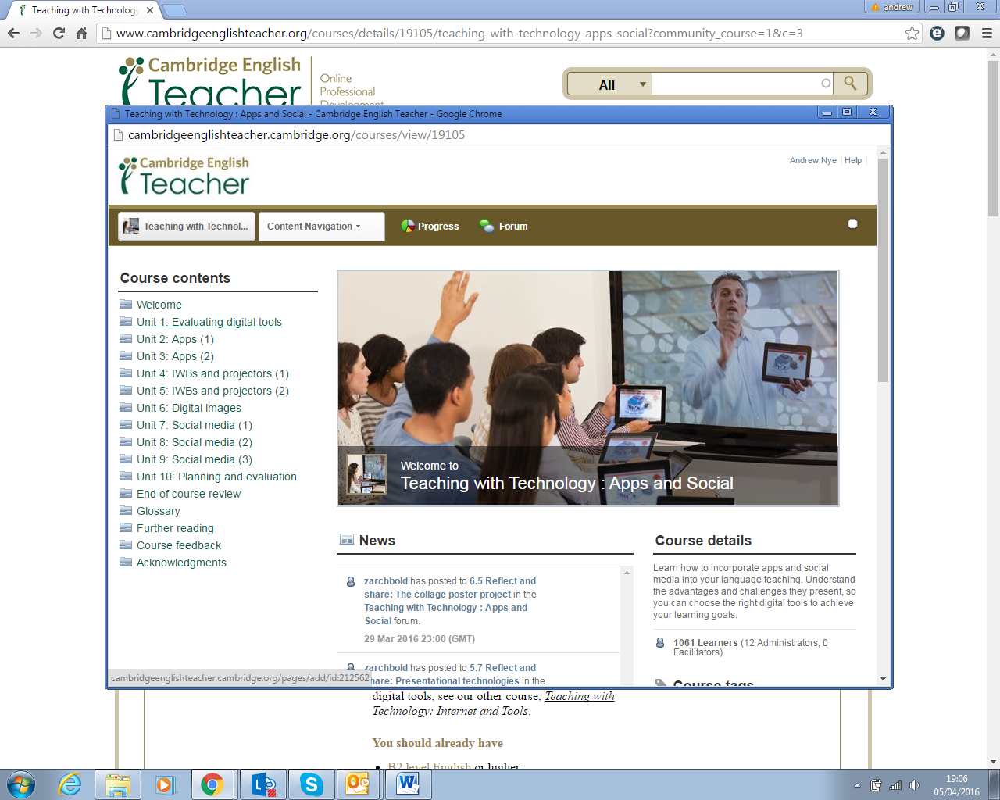 Teaching with Technology
andrew
www.cambridgeenglishteacher.org/courses/details/19105/teaching-with-technology-apps-social?community_course=1&c=3
Cambridge English
Teacher
Online
Professional
Development
All
Teaching with Technology : Apps and Social - Cambridge English Teacher - Google Chrome
cambridgeenglishteacher.cambridge.org/courses/view/19105
Cambridge English
Teacher
Andrew Nye
Help
Teaching with Technol...
Content Navigation
Progress
Forum
Course contents
Welcome
Unit 1: Evaluating digital tools
Unit 2: Apps (1)
Unit 3: Apps (2)
Unit 4: IWBs and projectors (1)
Unit 5: IWBs and projectors (2)
Unit 6: Digital images
Unit 7: Social media (1)
Unit 8: Social media (2)
Unit 9: Social media (3)
Unit 10: Planning and evaluation
End of course review
Glossary
Further reading
Course feedback
Acknowledgments
Welcome to
Teaching with Technology : Apps and Social
News
zarchbold has posted to 6.5 Reflect and
share: The collage poster project in the
Teaching with Technology : Apps and
Social forum.
29 Mar 2016 23:00 (GMT)
zarchbold has posted to 5.7 Reflect and
share: Presentational technologies in the
Course details
Learn how to incorporate apps and social
media into your language teaching. Understand
the advantages and challenges they present, so
you can choose the right digital tools to achieve
your learning goals.
1061 Learners (12 Administrators, 0
Facilitators)
Course tags
cambridgeenglishteacher.cambridge.org/pages/add/id:212562
digital tools, see our other course, Teaching with
Technology: Internet and Tools.
You should already have
B2 level English or higher
19:06
05/04/2016